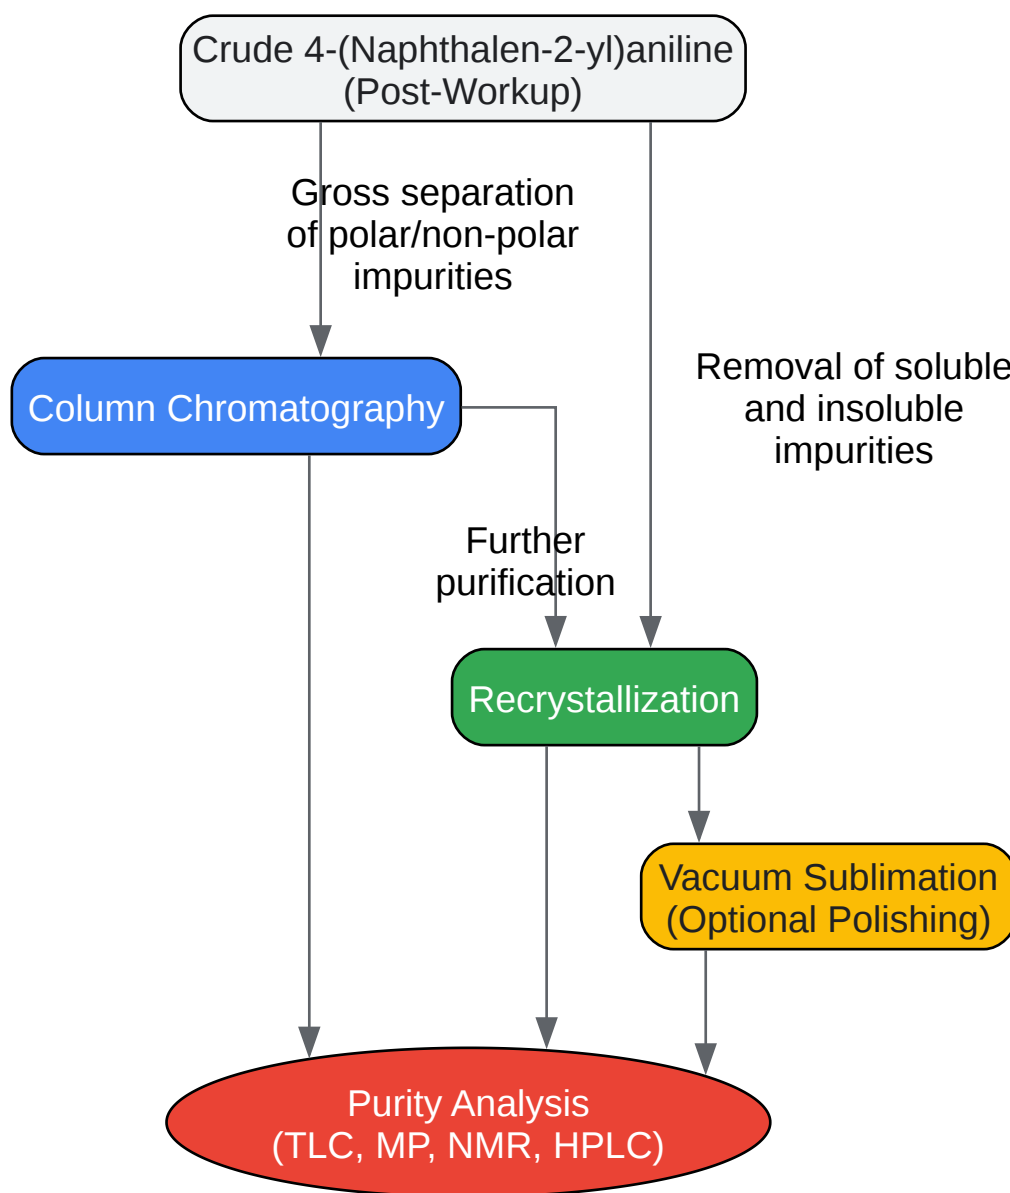 Crude 4-(Naphthalen-2-yl)aniline
(Post-Workup)
Gross separation
of polar/non-polar
impurities
Column Chromatography
Removal of soluble
and insoluble
impurities
Further
purification
Recrystallization
Vacuum Sublimation
(Optional Polishing)
Purity Analysis
(TLC, MP, NMR, HPLC)